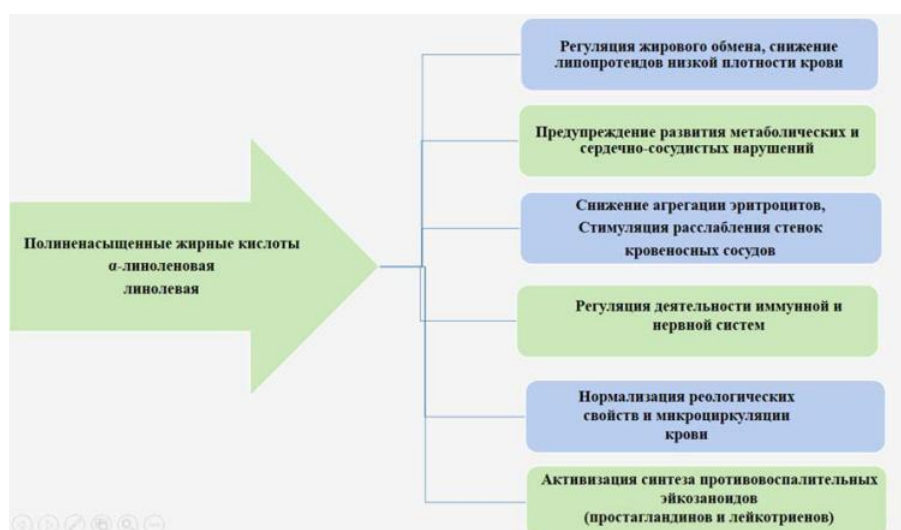 Регуляция жирового обмена, снижение
липопротеидов низкой плотности крови
Предупреждение развития метаболических и
сердечно-сосудистых нарушений
Снижение агрегации эритроцитов,
Стимуляция расслабления стенок
кровеносных сосудов
Полиненасыщенные жирные кислоты
α-линоленовая
линолевая
Регуляция деятельности иммунной и
нервной систем
Нормализация реологических
свойств и микроциркуляции
крови
Активизация синтеза противовоспалительных
эйкозаноидов
(простагландинов и лейкотриенов)